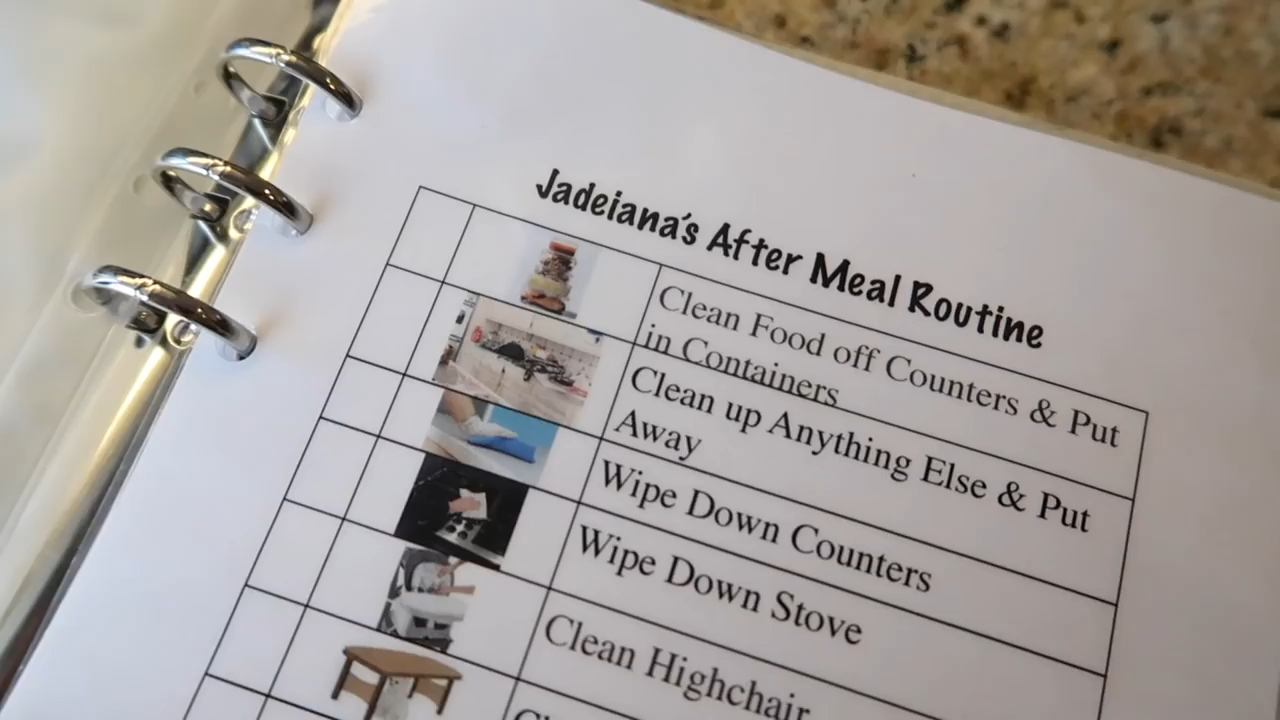 Jadeiana's After Meal Routine
Clean Food off Counters & Put
in Containers
Clean up Anything Else & Put
Away
Wipe Down Counters
Wipe Down Stove
Clean Highchair